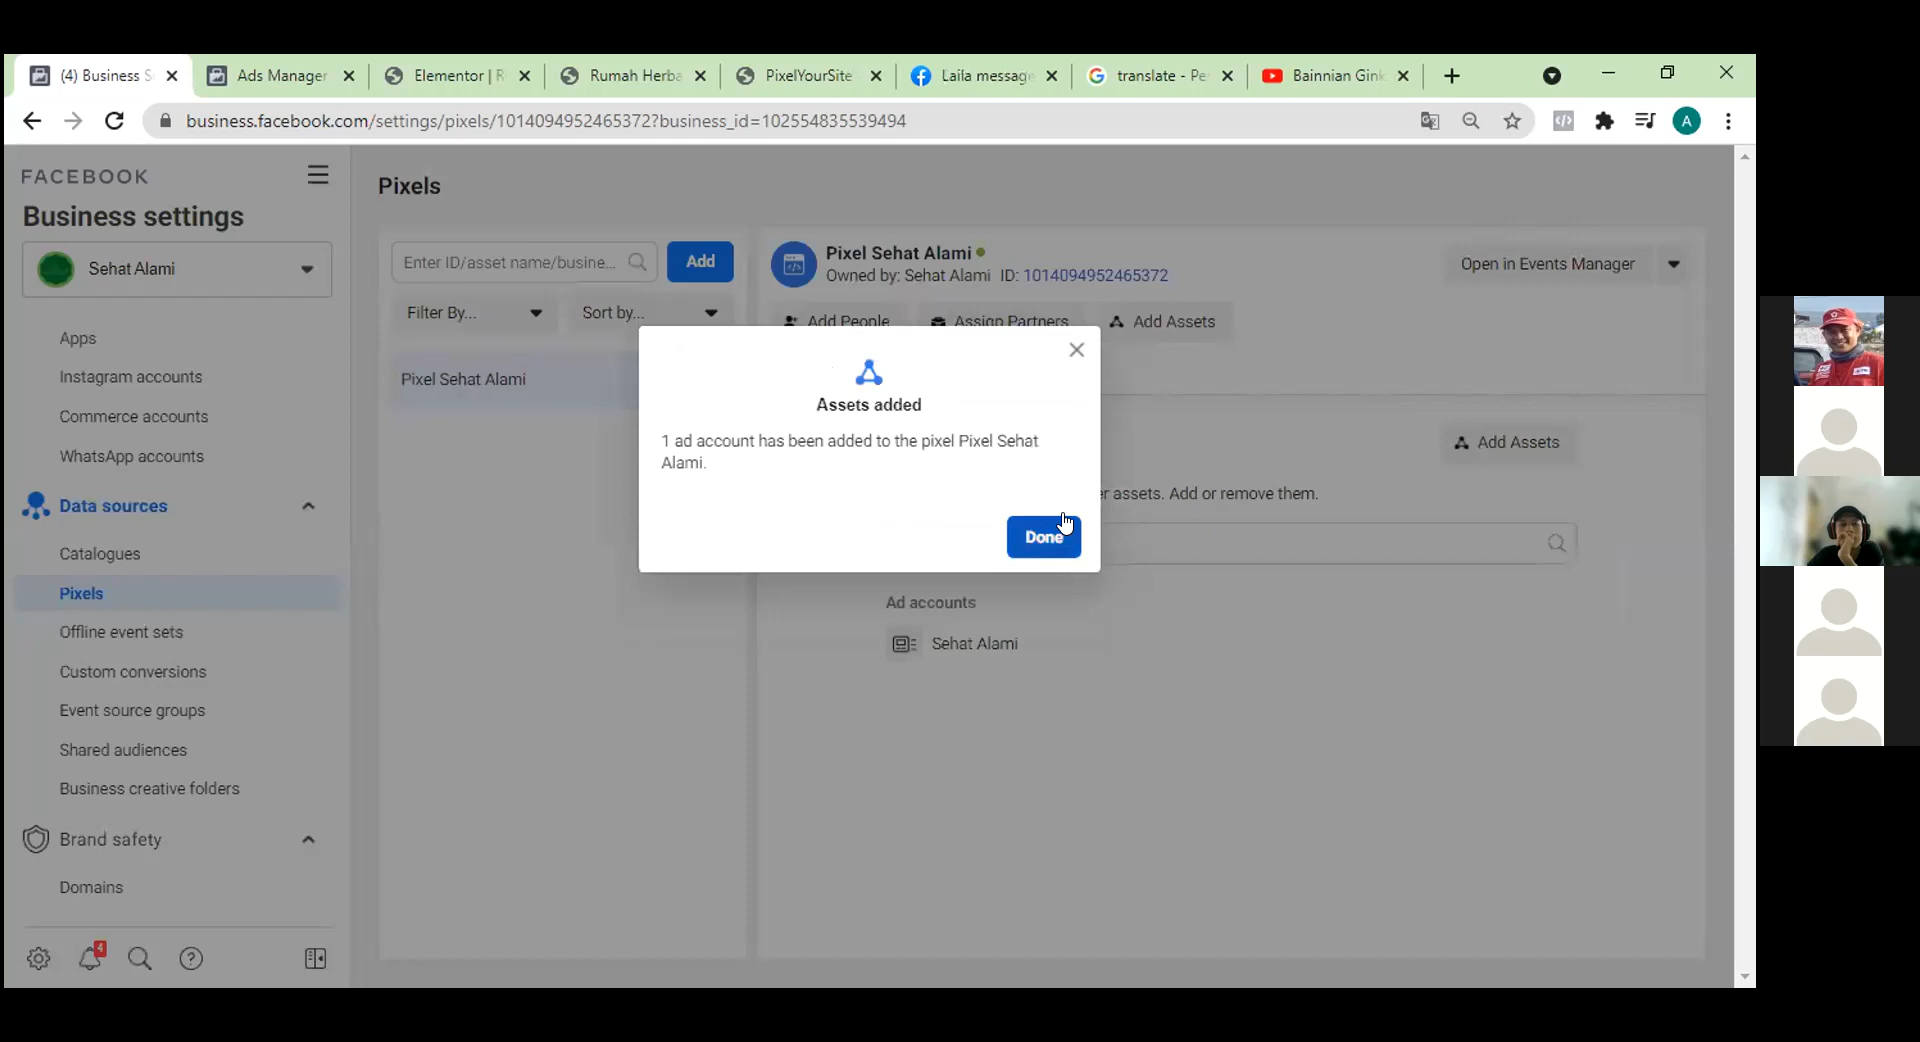 (4) Business S
Ads Manager
Elementor | R
Rumah Herba
PixelYourSite
Laila messag
translate - Pe
Bainnian Gink
business.facebook.com/settings/pixels/1014094952465372?business_id=102554835539494
A
FACEBOOK
Business settings
Sehat Alami
Apps
Instagram accounts
Commerce accounts
WhatsApp accounts
Data sources
Catalogues
Pixels
Offline event sets
Custom conversions
Event source groups
Shared audiences
Business creative folders
Brand safety
Domains
4
Pixels
Enter ID/asset name/busine...
Add
Filter By...
Sort by...
Pixel Sehat Alami
Pixel Sehat Alami
Owned by: Sehat Alami ID: 1014094952465372
Open in Events Manager
Add People
Assign Partners
Add Assets
Assets added
1 ad account has been added to the pixel Pixel Sehat
Alami.
Done
Add Assets
er assets. Add or remove them.
Ad accounts
Sehat Alami